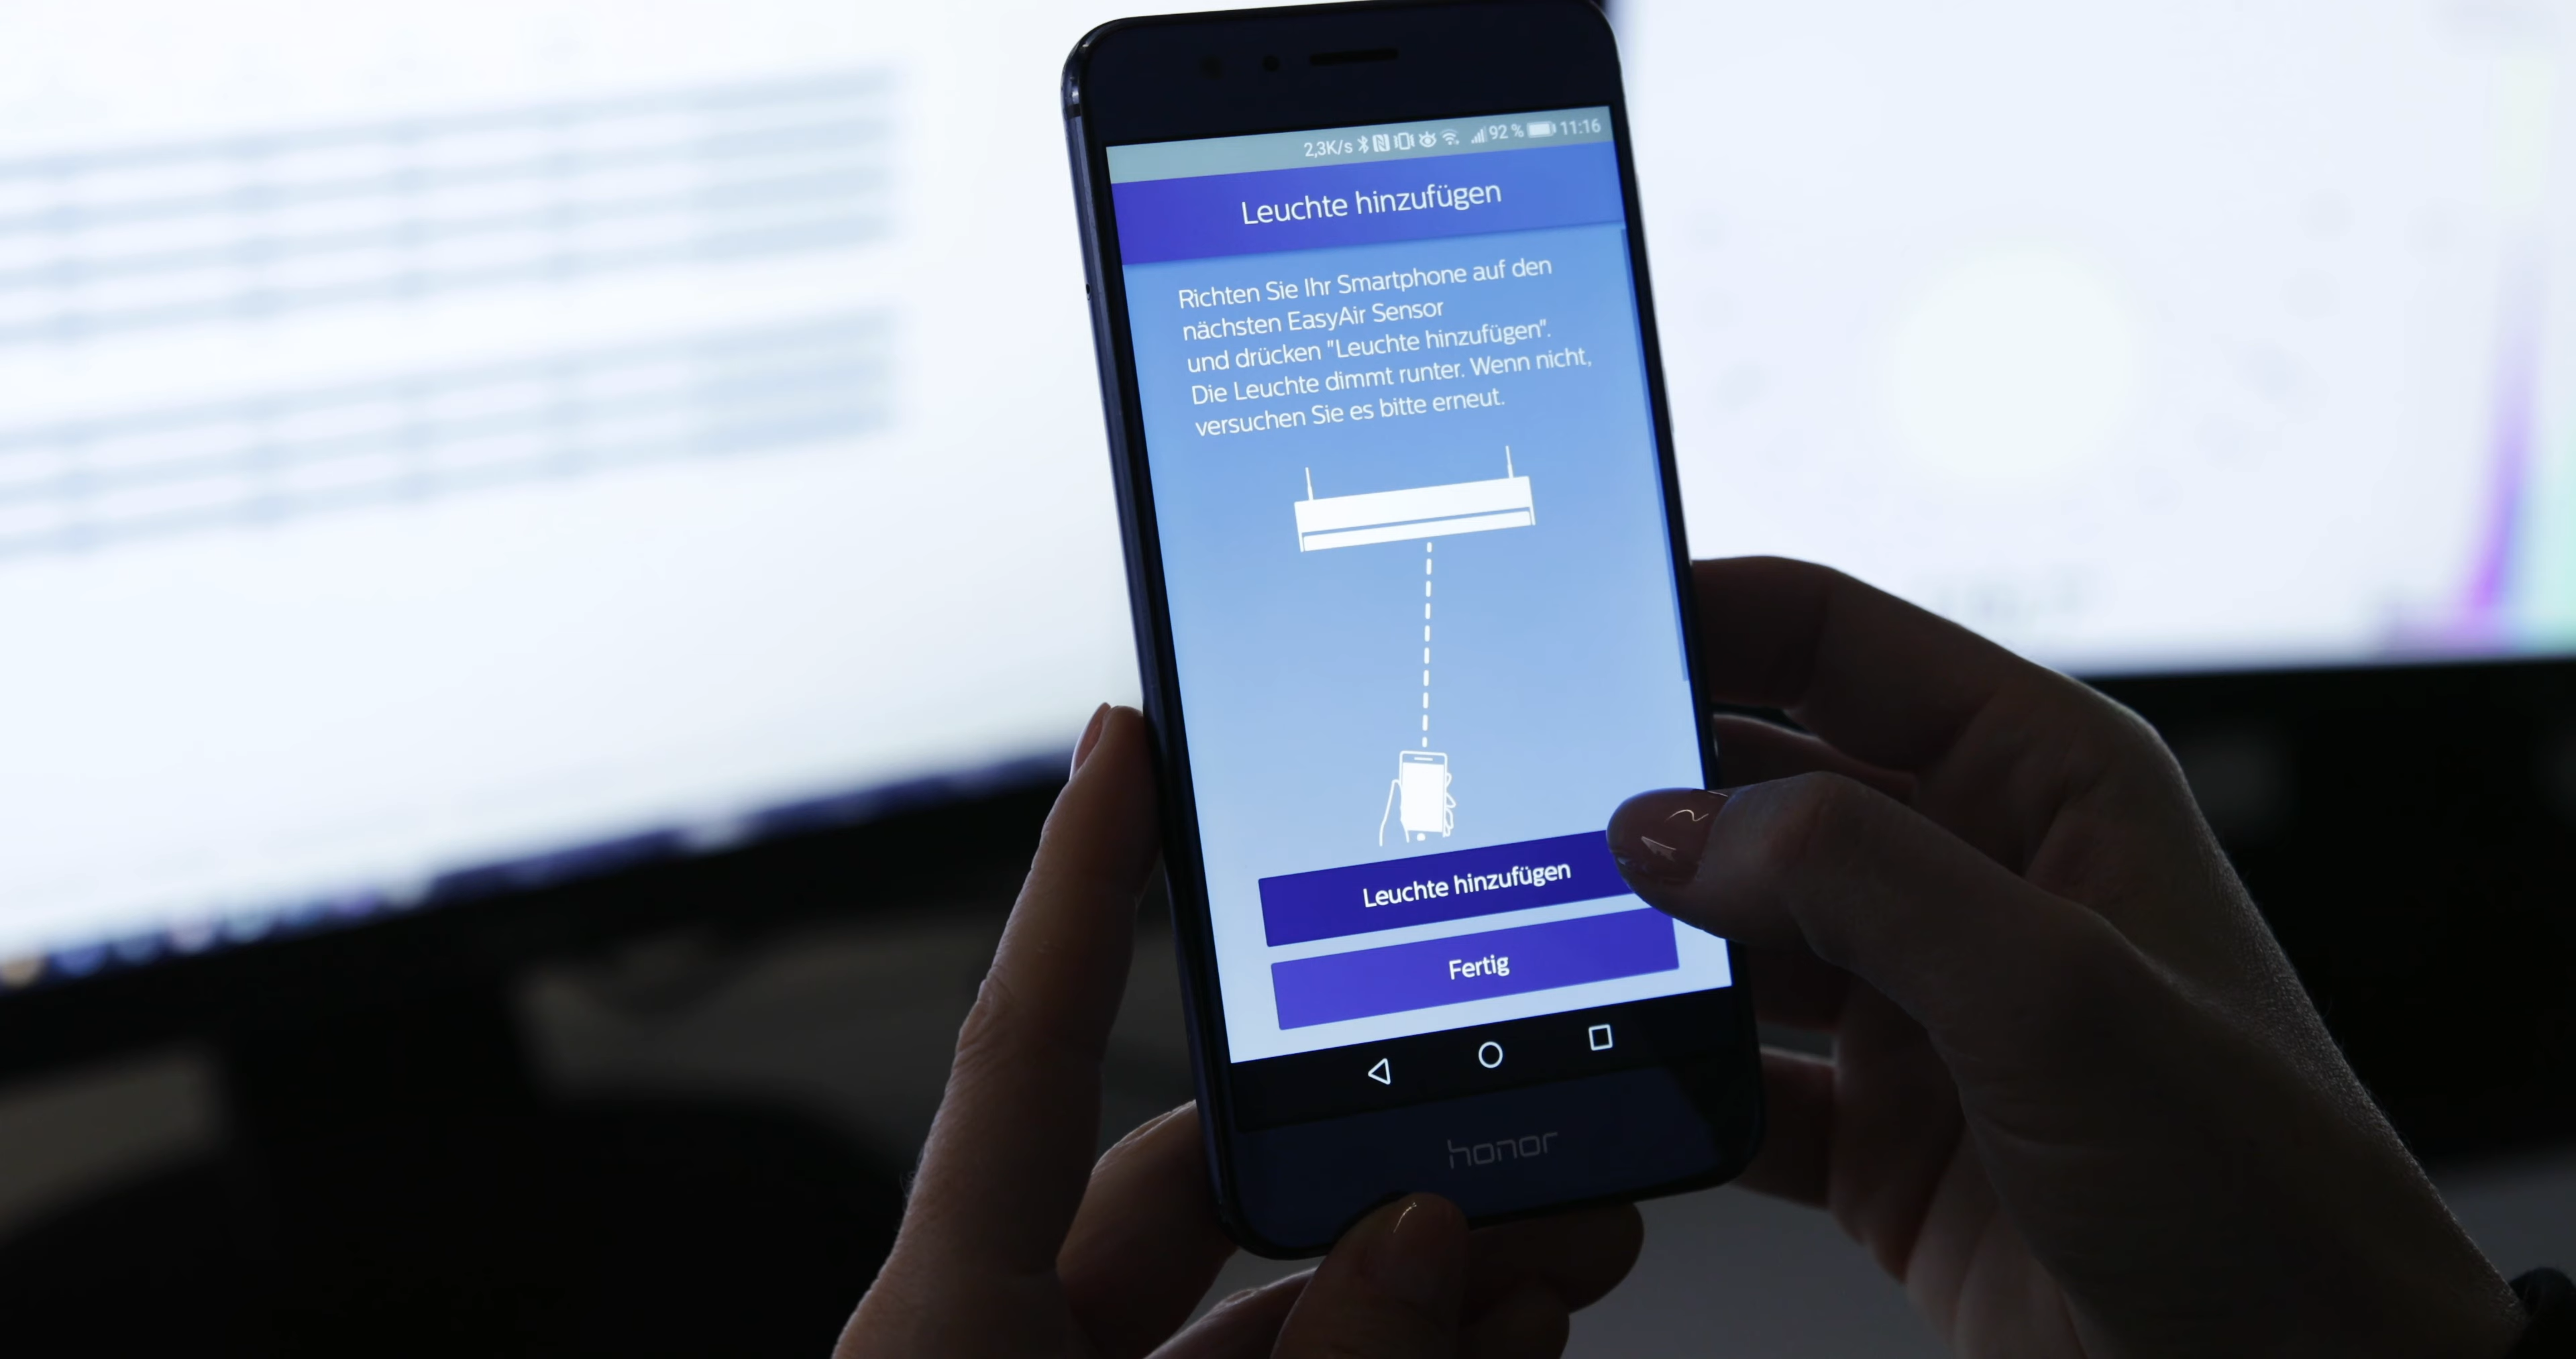 2,3K/s 92 % 11:16
Leuchte hinzufügen
Richten Sie Ihr Smartphone auf den
nächsten EasyAir Sensor
und drücken "Leuchte hinzufügen".
Die Leuchte dimmt runter. Wenn nicht,
versuchen Sie es bitte erneut.
Leuchte hinzufügen
Fertig
honor